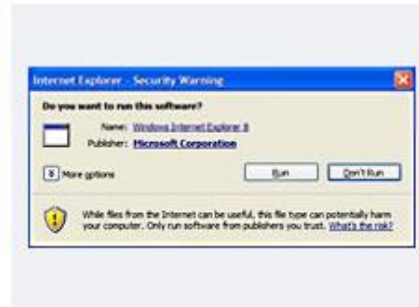 Internet Explorer - Security Warning
Do you want to run this software?
Name: Windows Internet Explorer 8
Publisher: Microsoft Corporation
More options
Run
Don't Run
While files from the Internet can be useful, this file type can potentially harm
your computer. Only run software from publishers you trust. What's the risk?